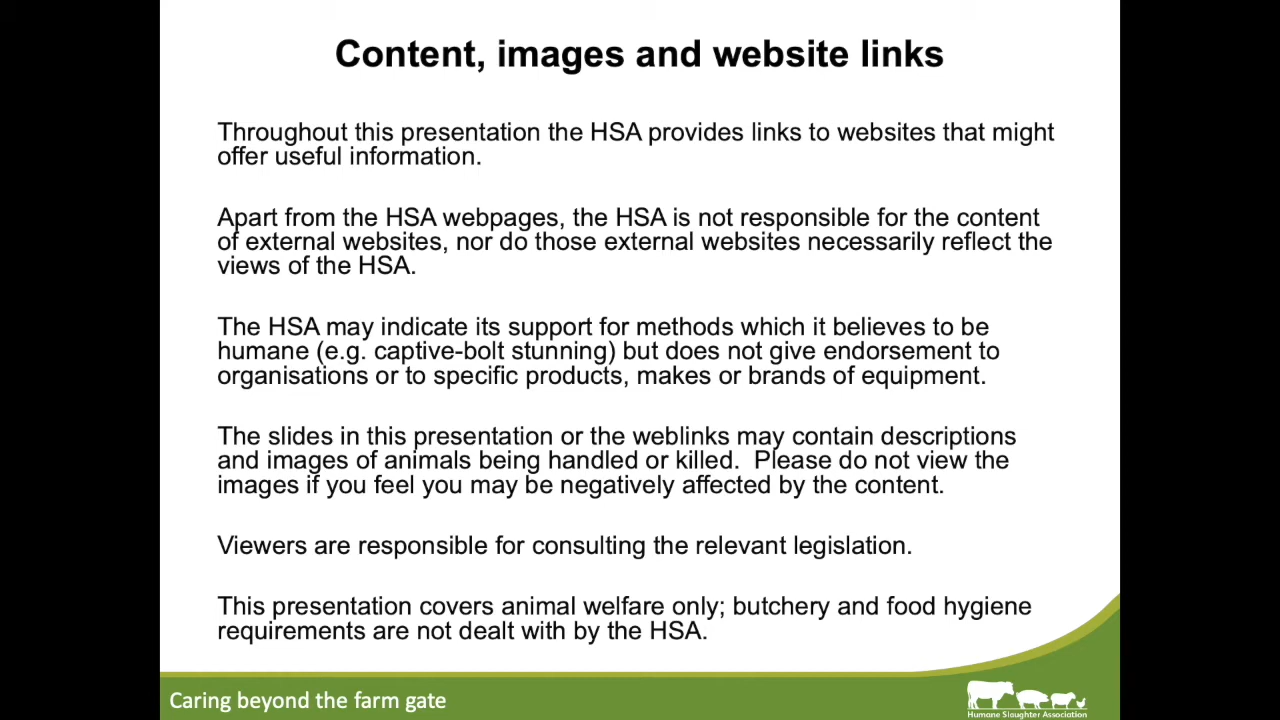 Content, images and website links
Throughout this presentation the HSA provides links to websites that might
offer useful information.
Apart from the HSA webpages, the HSA is not responsible for the content
of external websites, nor do those external websites necessarily reflect the
views of the HSA.
The HSA may indicate its support for methods which it believes to be
humane (e.g. captive-bolt stunning) but does not give endorsement to
organisations or to specific products, makes or brands of equipment.
The slides in this presentation or the weblinks may contain descriptions
and images of animals being handled or killed.  Please do not view the
images if you feel you may be negatively affected by the content.
Viewers are responsible for consulting the relevant legislation.
This presentation covers animal welfare only; butchery and food hygiene
requirements are not dealt with by the HSA.
Caring beyond the farm gate
Humane Slaughter Association